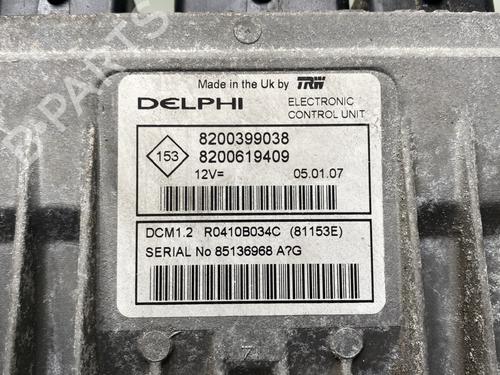 B-PARTS
Made in the Uk by TRW
DELPHI ELECTRONIC
CONTROL UNIT
153
8200399038
8200619409
12V= 05.01.07
DCM1.2 R0410B034C (81153E)
SERIAL No 85136968 A?G